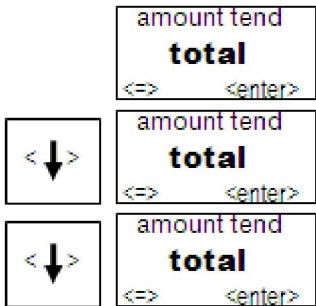 amount tend
total
<=> <enter>
amount tend
< ↓ > total
<=> <enter>
amount tend
< ↓ > total
<=> <enter>